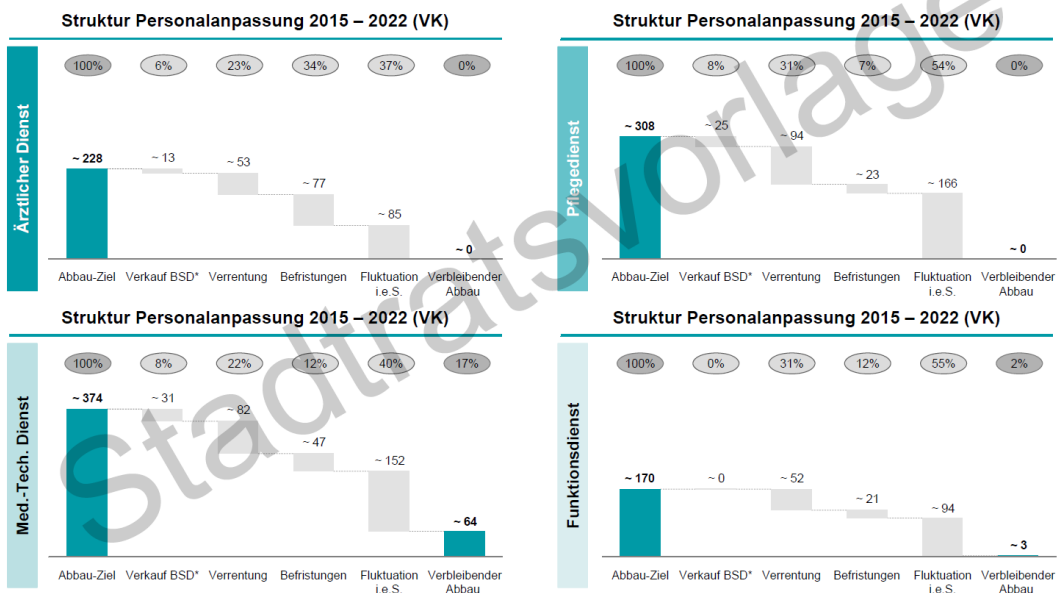 Struktur Personalanpassung 2015 – 2022 (VK)
Ärztlicher Dienst
100% 6% 23% 34% 37% 0%
~ 228 ~ 13 ~ 53 ~ 77 ~ 85 ~ 0
Abbau-Ziel Verkauf BSD* Verrentung Befristungen Fluktuation Verbleibender
i.e.S. Abbau
Struktur Personalanpassung 2015 – 2022 (VK)
Pflegedienst
100% 8% 31% 7% 54% 0%
~ 308 ~ 25 ~ 94 ~ 23 ~ 166 ~ 0
Abbau-Ziel Verkauf BSD* Verrentung Befristungen Fluktuation Verbleibender
i.e.S. Abbau
Struktur Personalanpassung 2015 – 2022 (VK)
Med.-Tech. Dienst
100% 8% 22% 12% 40% 17%
~ 374 ~ 31 ~ 82 ~ 47 ~ 152 ~ 64
Abbau-Ziel Verkauf BSD* Verrentung Befristungen Fluktuation Verbleibender
i.e.S. Abbau
Struktur Personalanpassung 2015 – 2022 (VK)
Funktionsdienst
100% 0% 31% 12% 55% 2%
~ 170 ~ 0 ~ 52 ~ 21 ~ 94 ~ 3
Abbau-Ziel Verkauf BSD* Verrentung Befristungen Fluktuation Verbleibender
i.e.S. Abbau
Stadtratsvorlage